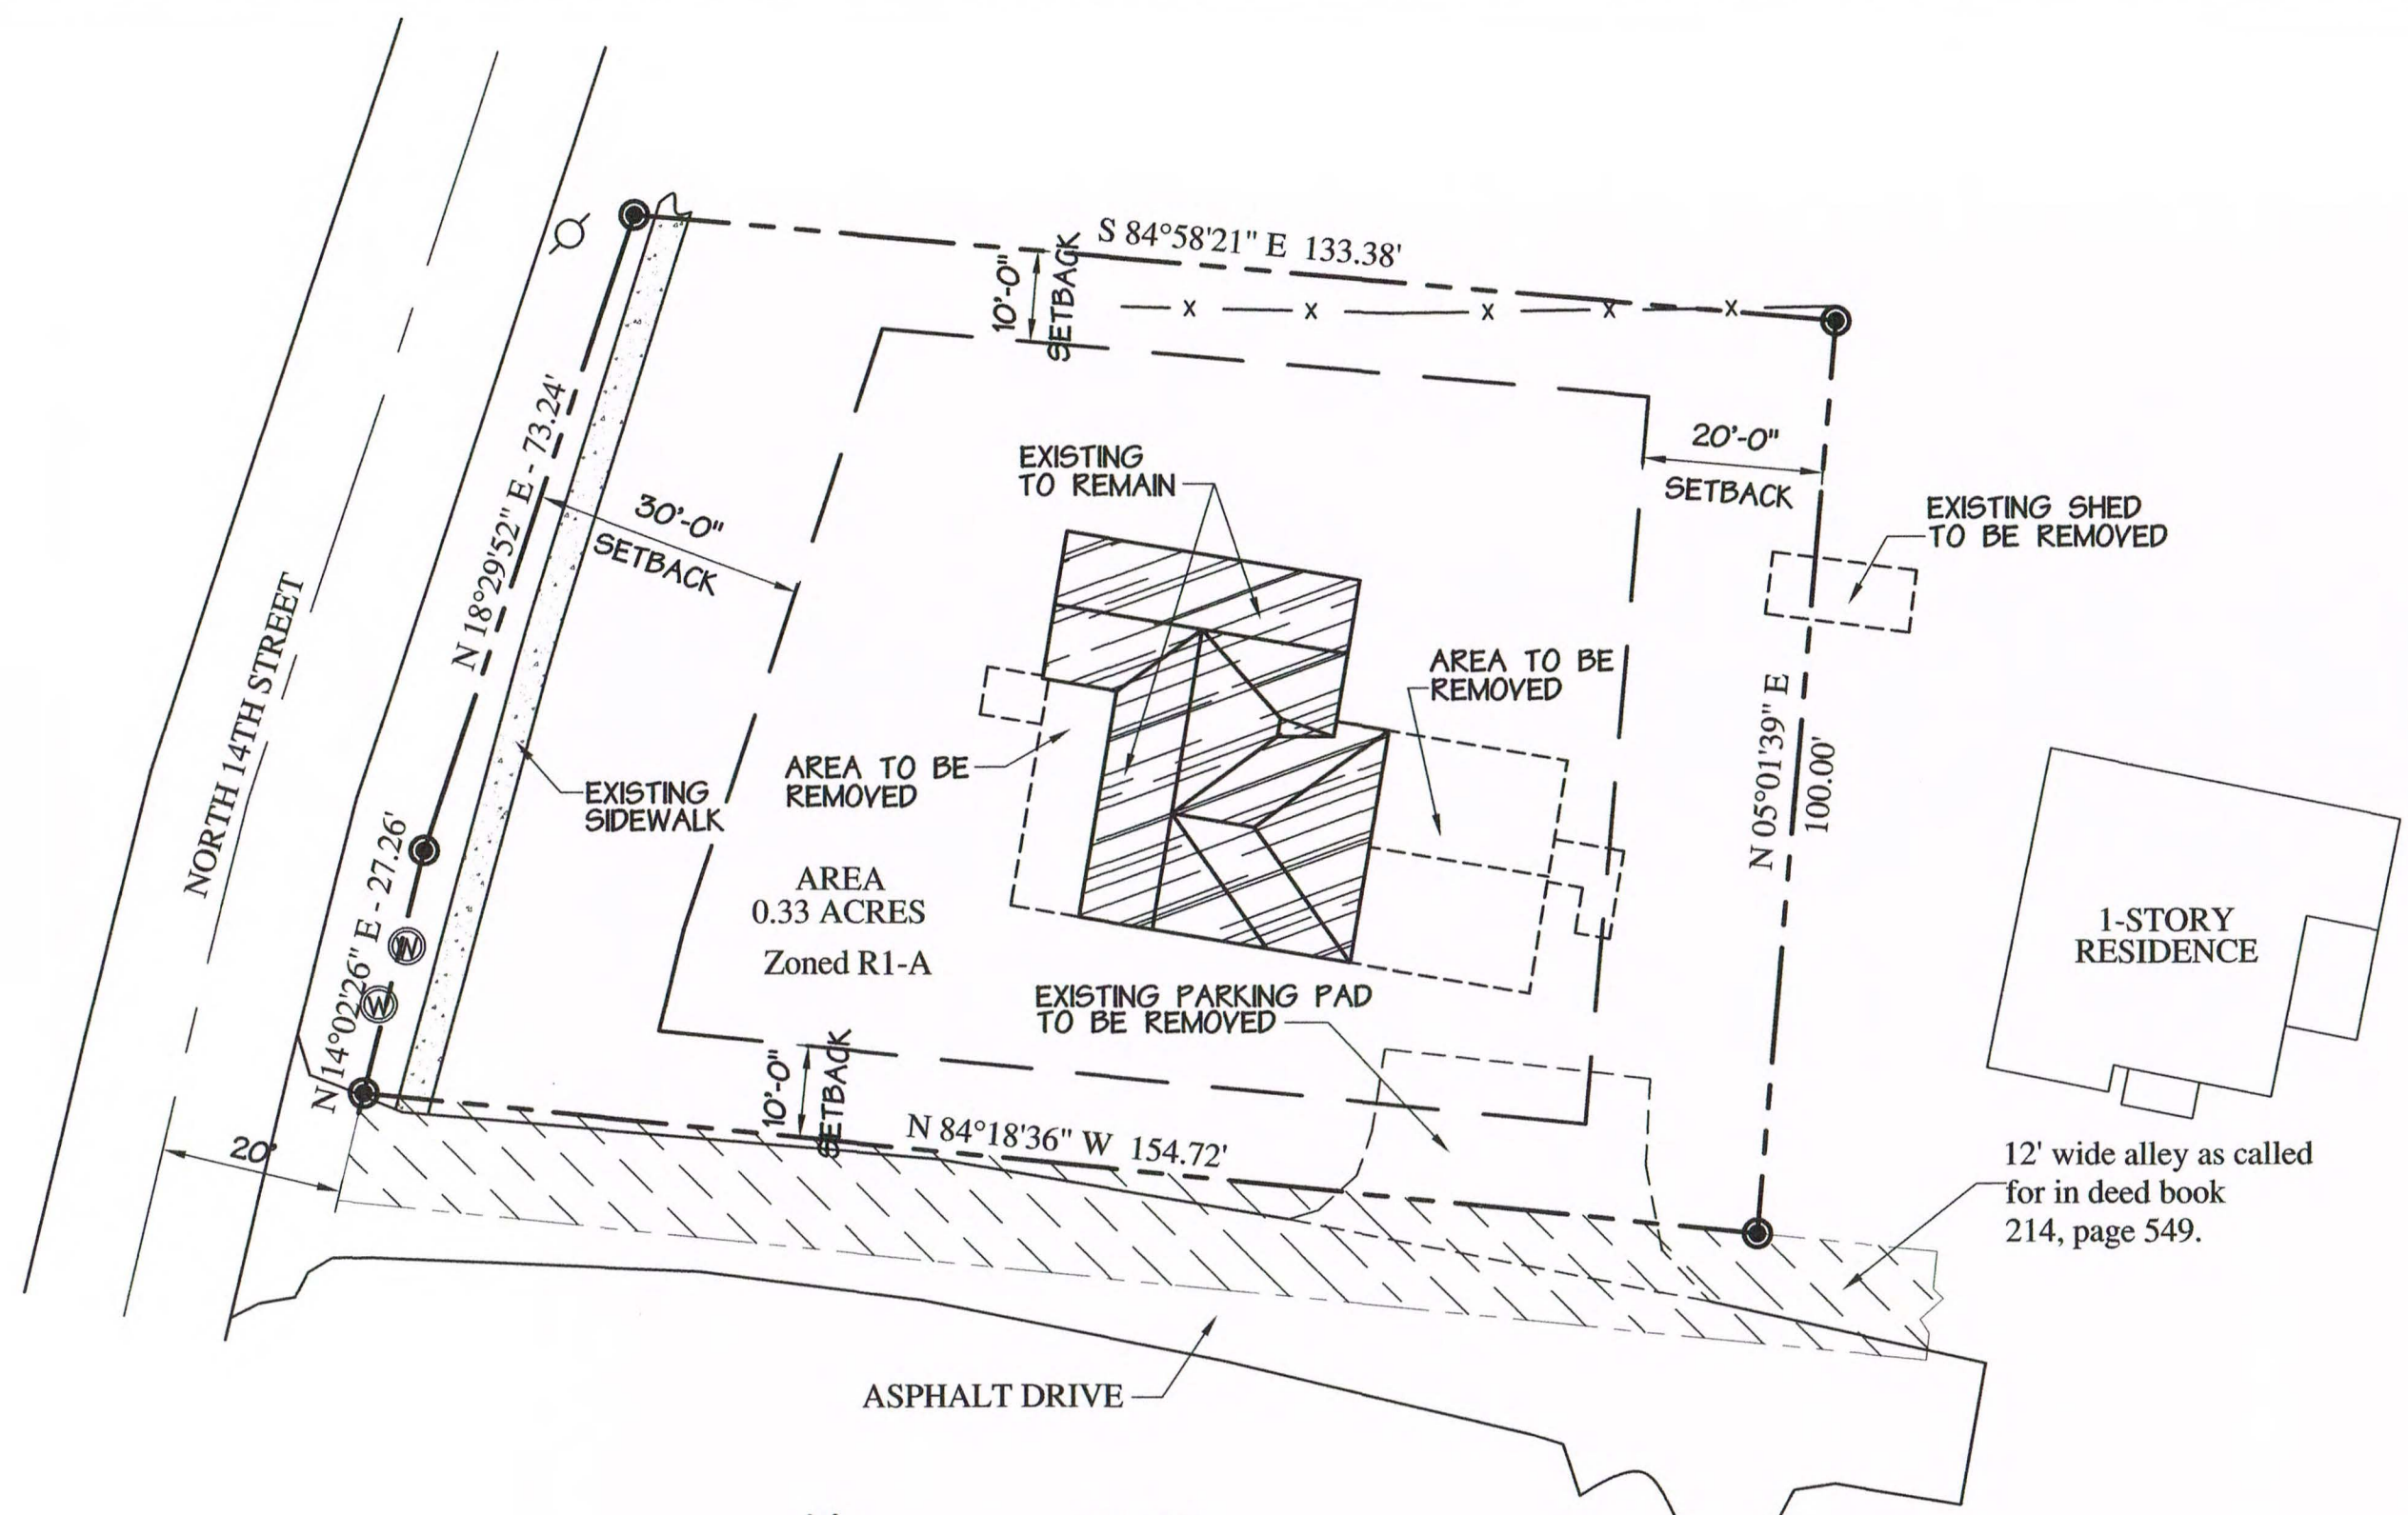 S 84°58'21" E 133.38'
10'-0"
SETBACK
X X X X X
N 18°29'52" E - 73.24'
30'-0"
SETBACK
EXISTING
TO REMAIN
20'-0"
SETBACK
EXISTING SHED
TO BE REMOVED
NORTH 14TH STREET
AREA TO BE
REMOVED
AREA TO BE
REMOVED
EXISTING
SIDEWALK
N 05°01'39" E
100.00'
AREA
0.33 ACRES
Zoned R1-A
1-STORY
RESIDENCE
N 14°02'26" E - 27.26'
W
W
EXISTING PARKING PAD
TO BE REMOVED
10'-0"
SETBACK
N 84°18'36" W 154.72'
20'
12' wide alley as called
for in deed book
214, page 549.
ASPHALT DRIVE